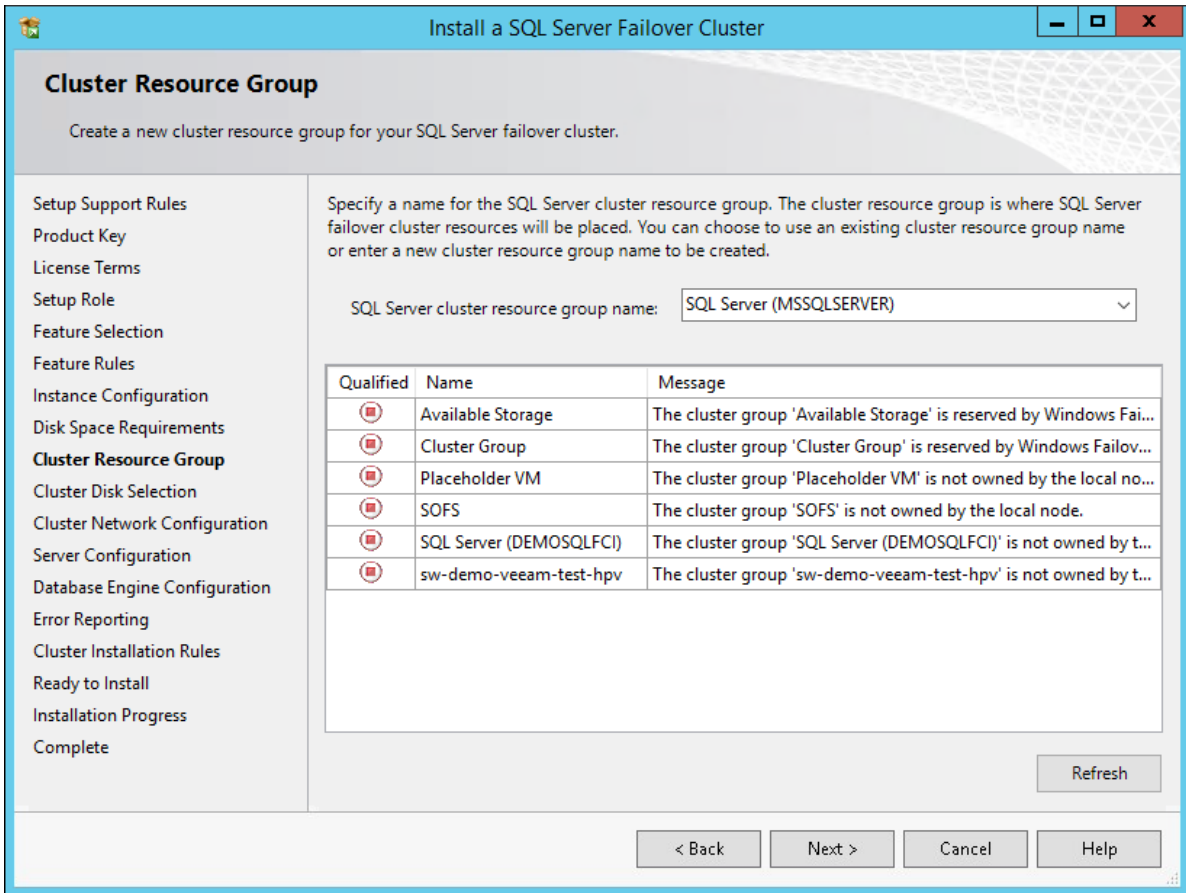 Install a SQL Server Failover Cluster
Cluster Resource Group
Create a new cluster resource group for your SQL Server failover cluster.
Setup Support Rules
Product Key
License Terms
Setup Role
Feature Selection
Feature Rules
Instance Configuration
Disk Space Requirements
Cluster Resource Group
Cluster Disk Selection
Cluster Network Configuration
Server Configuration
Database Engine Configuration
Error Reporting
Cluster Installation Rules
Ready to Install
Installation Progress
Complete
Specify a name for the SQL Server cluster resource group. The cluster resource group is where SQL Server
failover cluster resources will be placed. You can choose to use an existing cluster resource group name
or enter a new cluster resource group name to be created.
SQL Server cluster resource group name: SQL Server (MSSQLSERVER)
Qualified Name Message
Available Storage The cluster group 'Available Storage' is reserved by Windows Fai...
Cluster Group The cluster group 'Cluster Group' is reserved by Windows Failov...
Placeholder VM The cluster group 'Placeholder VM' is not owned by the local no...
SOFS The cluster group 'SOFS' is not owned by the local node.
SQL Server (DEMOSQLFCI) The cluster group 'SQL Server (DEMOSQLFCI)' is not owned by t...
sw-demo-veeam-test-hpv The cluster group 'sw-demo-veeam-test-hpv' is not owned by t...
Refresh
< Back Next > Cancel Help